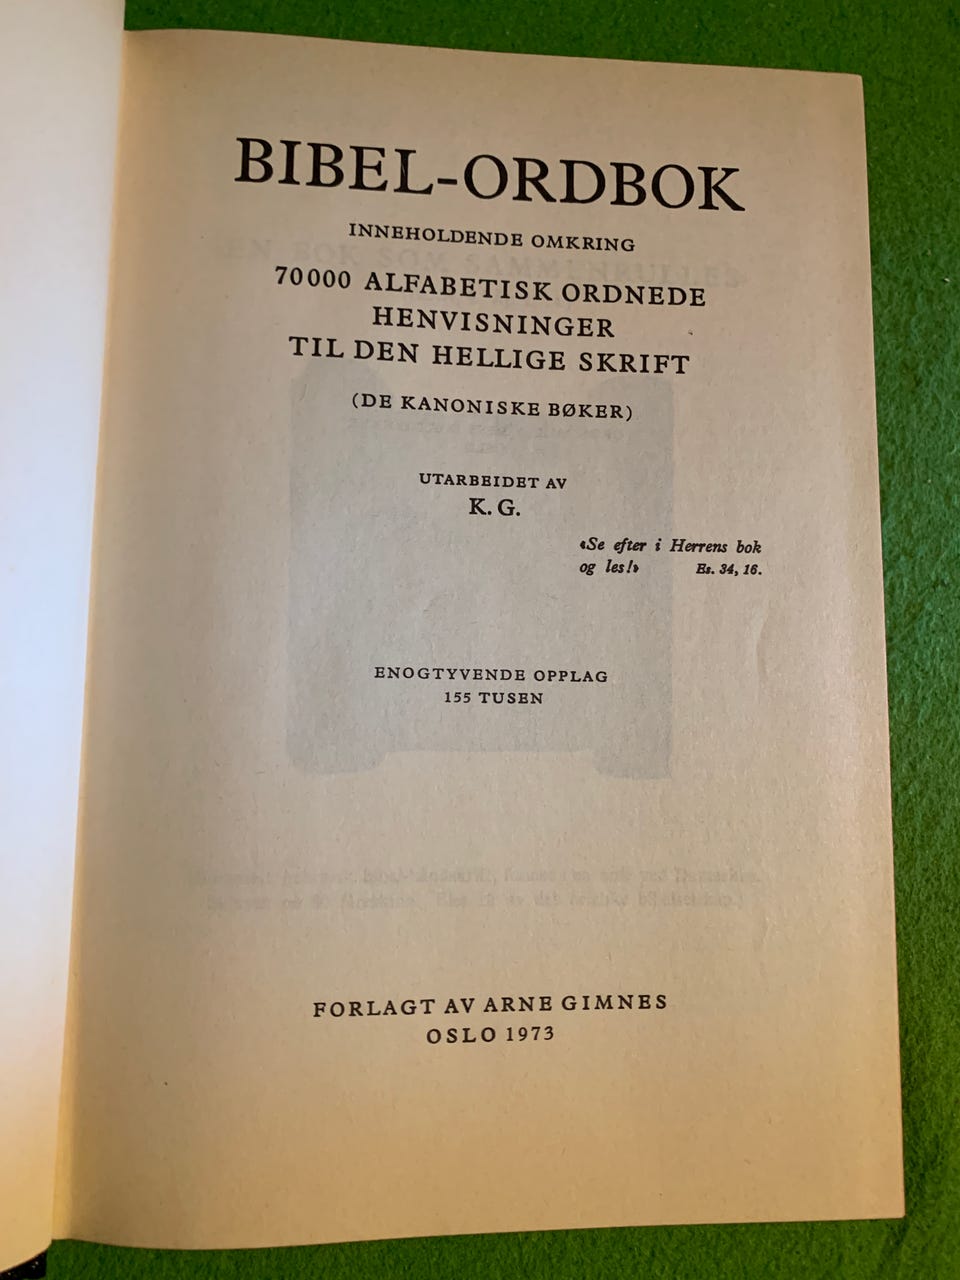 BIBEL-ORDBOK
INNEHOLDENDE OMKRING
70000 ALFABETISK ORDNEDE
HENVISNINGER
TIL DEN HELLIGE SKRIFT
(DE KANONISKE BØKER)
UTARBEIDET AV
K. G.
«Se efter i Herrens bok
og les!» Es. 34, 16.
ENOGTYVENDE OPPLAG
155 TUSEN
FORLAGT AV ARNE GIMNES
OSLO 1973